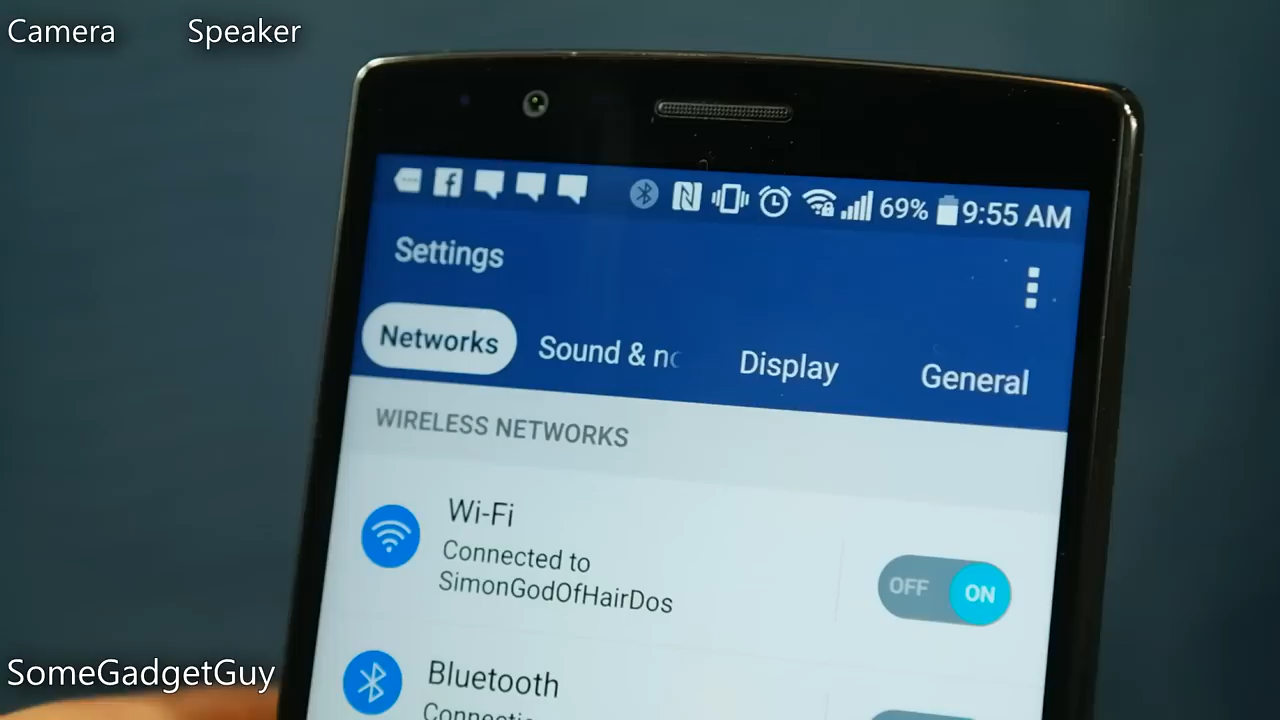 Camera Speaker
69% 9:55 AM
Settings
Networks Sound & no Display General
WIRELESS NETWORKS
Wi-Fi
Connected to
SimonGodOfHairDos
OFF ON
Bluetooth
SomeGadgetGuy